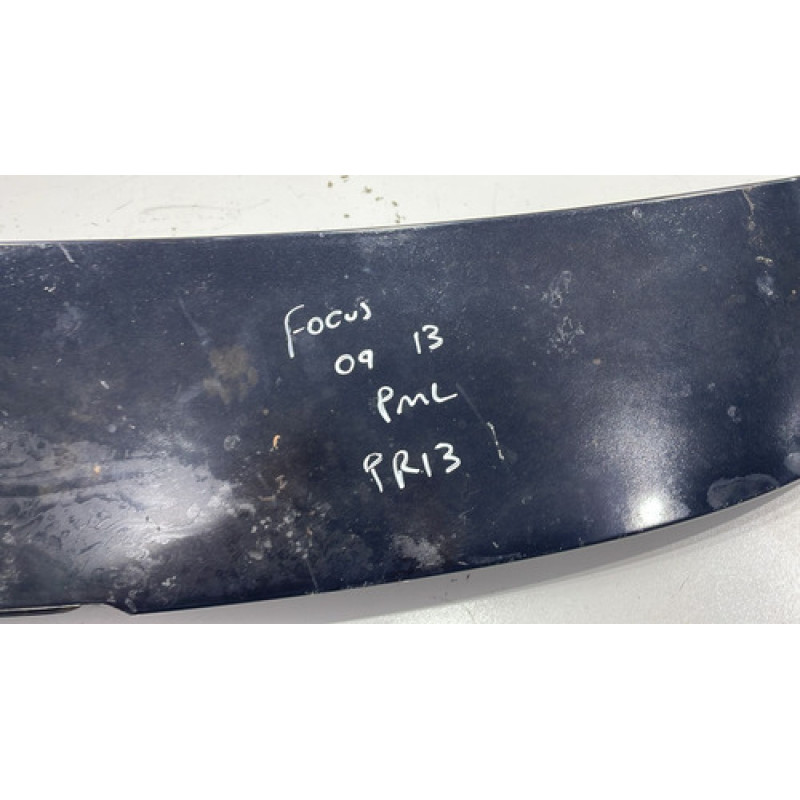 Focus
09 13
PML
PR13